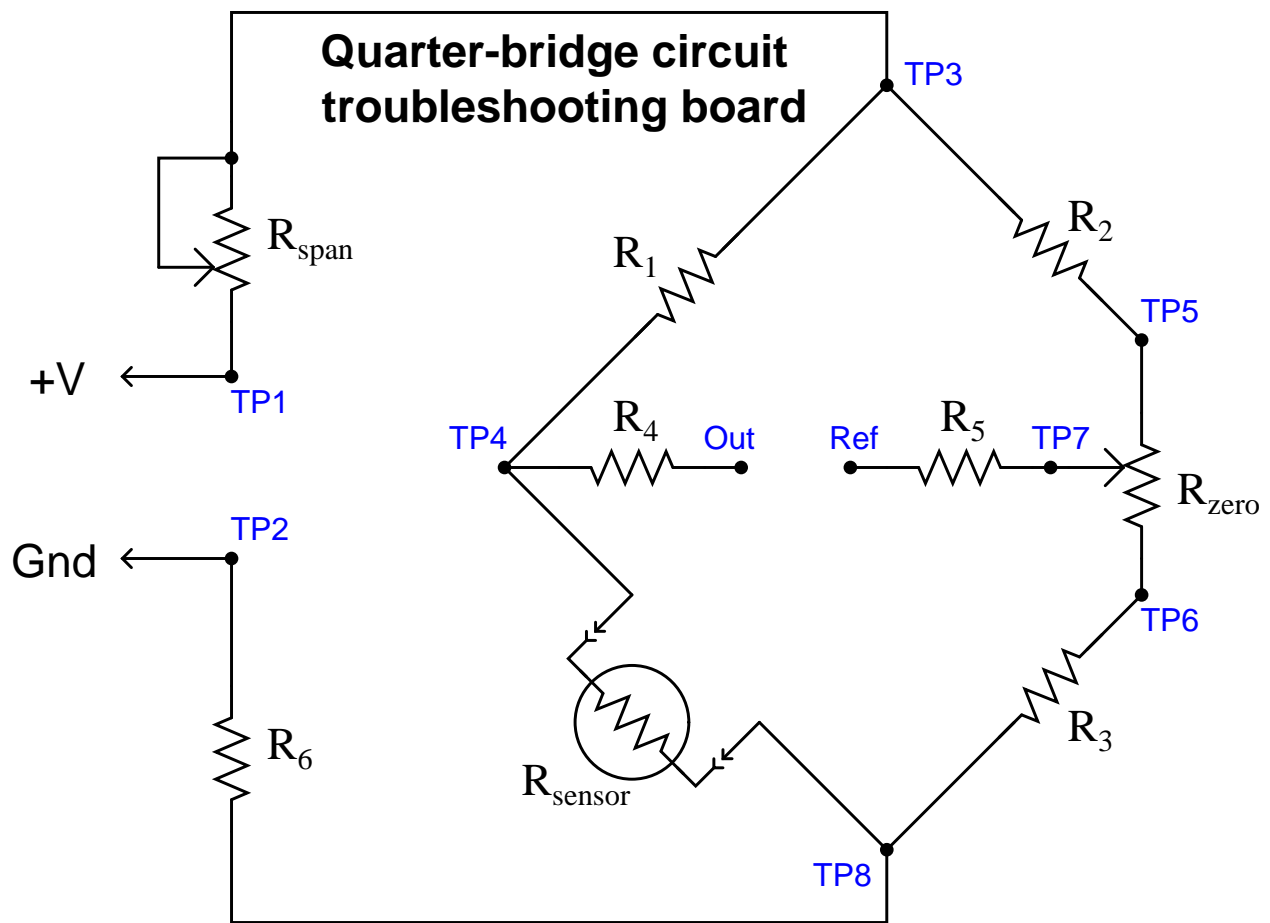 Quarter-bridge circuit
troubleshooting board
TP3
R2
R1
Rspan
TP5
+V
TP1
TP4
R4
Out
Ref
R5
TP7
Rzero
TP2
Gnd
TP6
R3
R6
Rsensor
TP8